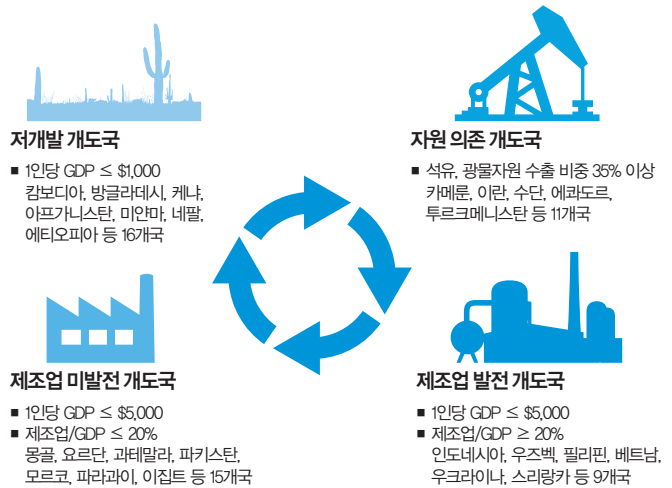 저개발 개도국
■ 1인당 GDP ≤ $1,000
캄보디아, 방글라데시, 케냐,
아프가니스탄, 미얀마, 네팔,
에티오피아 등 16개국
자원 의존 개도국
■ 석유, 광물자원 수출 비중 35% 이상
카메룬, 이란, 수단, 에콰도르,
투르크메니스탄 등 11개국
제조업 미발전 개도국
■ 1인당 GDP ≤ $5,000
■ 제조업/GDP ≤ 20%
몽골, 요르단, 과테말라, 파키스탄,
모르코, 파라과이, 이집트 등 15개국
제조업 발전 개도국
■ 1인당 GDP ≤ $5,000
■ 제조업/GDP ≥ 20%
인도네시아, 우즈벡, 필리핀, 베트남,
우크라이나, 스리랑카 등 9개국